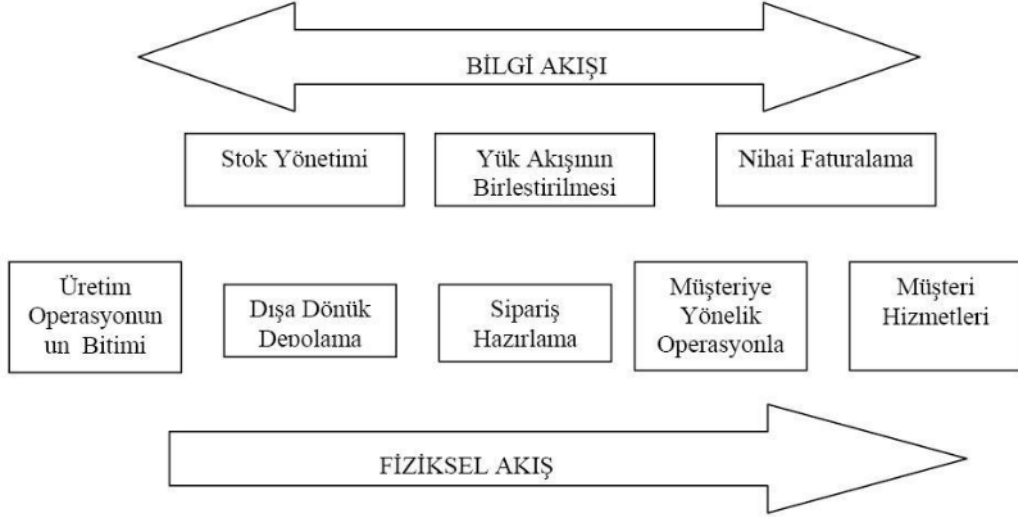 BİLGİ AKIŞI
Stok Yönetimi
Yük Akışının
Birleştirilmesi
Nihai Faturalama
Üretim
Operasyonun
un Bitimi
Dışa Dönük
Depolama
Sipariş
Hazırlama
Müşteriye
Yönelik
Operasyonla
Müşteri
Hizmetleri
FİZİKSEL AKIŞ